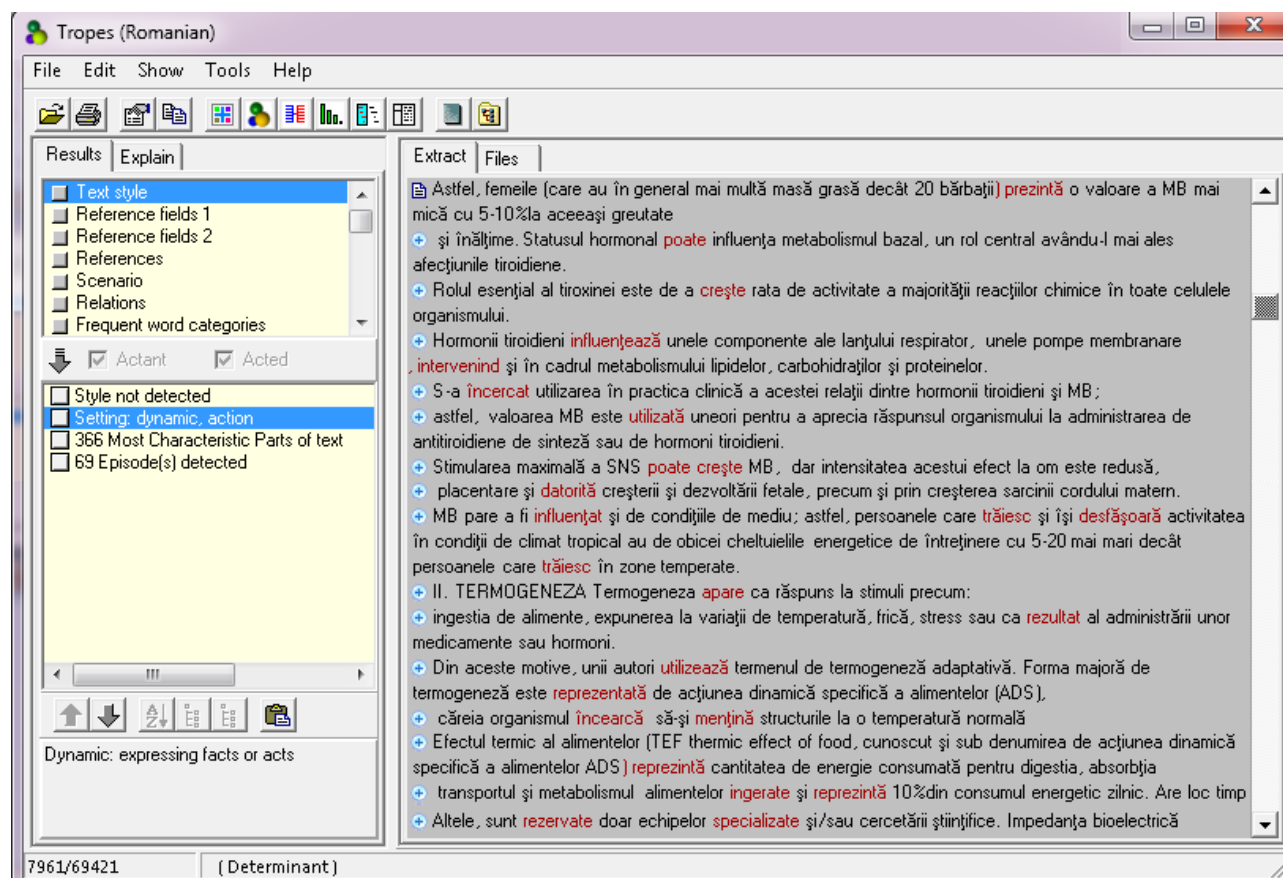 Tropes (Romanian)
File Edit Show Tools Help
Results Explain
Text style
Reference fields 1
Reference fields 2
References
Scenario
Relations
Frequent word categories
Actant Acted
Style not detected
Setting: dynamic, action
366 Most Characteristic Parts of text
69 Episode(s) detected
Dynamic: expressing facts or acts
Extract Files
Astfel, femeile (care au în general mai multă masă grasă decât 20 bărbaţii) prezintă o valoare a MB mai
mică cu 5-10%la aceeaşi greutate
şi înălţime. Statusul hormonal poate influenţa metabolismul bazal, un rol central avându-l mai ales
afecţiunile tiroidiene.
Rolul esenţial al tiroxinei este de a creşte rata de activitate a majorităţii reacţiilor chimice în toate celulele
organismului.
Hormonii tiroidieni influenţează unele componente ale lanţului respirator, unele pompe membranare
, intervenind şi în cadrul metabolismului lipidelor, carbohidraţilor şi proteinelor.
S-a încercat utilizarea în practica clinică a acestei relaţii dintre hormonii tiroidieni şi MB;
astfel, valoarea MB este utilizată uneori pentru a aprecia răspunsul organismului la administrarea de
antitiroidiene de sinteză sau de hormoni tiroidieni.
Stimularea maximală a SNS poate creşte MB, dar intensitatea acestui efect la om este redusă,
placentare şi datorită creşterii şi dezvoltării fetale, precum şi prin creşterea sarcinii cordului matern.
MB pare a fi influenţat şi de condiţiile de mediu; astfel, persoanele care trăiesc şi îşi desfăşoară activitatea
în condiţii de climat tropical au de obicei cheltuielile energetice de întreţinere cu 5-20 mai mari decât
persoanele care trăiesc în zone temperate.
II. TERMOGENEZA Termogeneza apare ca răspuns la stimuli precum:
ingestia de alimente, expunerea la variaţii de temperatură, frică, stress sau ca rezultat al administrării unor
medicamente sau hormoni.
Din aceste motive, unii autori utilizează termenul de termogeneză adaptativă. Forma majoră de
termogeneză este reprezentată de acţiunea dinamică specifică a alimentelor (ADS),
căreia organismul încearcă să-şi menţină structurile la o temperatură normală
Efectul termic al alimentelor (TEF thermic effect of food, cunoscut şi sub denumirea de acţiunea dinamică
specifică a alimentelor ADS) reprezintă cantitatea de energie consumată pentru digestia, absorbţia
transportul şi metabolismul alimentelor ingerate şi reprezintă 10%din consumul energetic zilnic. Are loc timp
Altele, sunt rezervate doar echipelor specializate şi/sau cercetării ştiinţifice. Impedanţa bioelectrică
7961/69421 (Determinant)